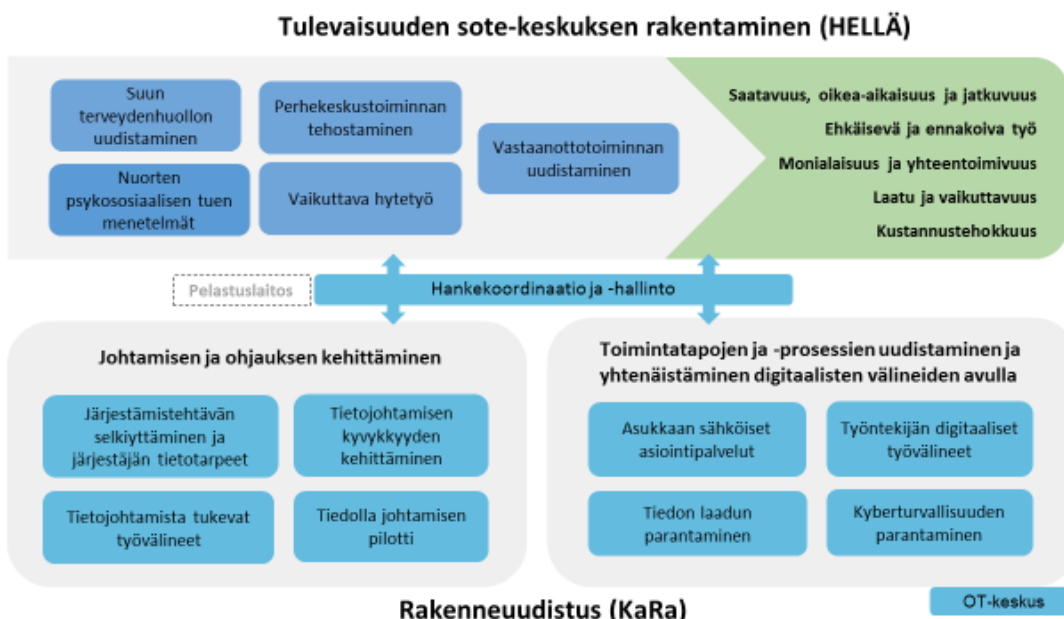 Tulevaisuuden sote-keskuksen rakentaminen (HELLÄ)
Suun
terveydenhuollon
uudistaminen
Perhekeskustoiminnan
tehostaminen
Vastaanottotoiminnan
uudistaminen
Nuorten
psykososiaalisen tuen
menetelmät
Vaikuttava hytetyö
Saatavuus, oikea-aikaisuus ja jatkuvuus
Ehkäisevä ja ennakoiva työ
Monialaisuus ja yhteentoimivuus
Laatu ja vaikuttavuus
Kustannustehokkuus
Pelastuslaitos
Hankekoordinaatio ja -hallinto
Johtamisen ja ohjauksen kehittäminen
Järjestämistehtävän
selkiyttäminen ja
järjestäjän tietotarpeet
Tietojohtamisen
kyvykkyyden
kehittäminen
Tietojohtamista tukevat
työvälineet
Tiedolla johtamisen
pilotti
Toimintatapojen ja -prosessien uudistaminen ja
yhtenäistäminen digitaalisten välineiden avulla
Asukkaan sähköiset
asiointipalvelut
Työntekijän digitaaliset
työvälineet
Tiedon laadun
parantaminen
Kyberturvallisuuden
parantaminen
Rakenneuudistus (KaRa)
OT-keskus